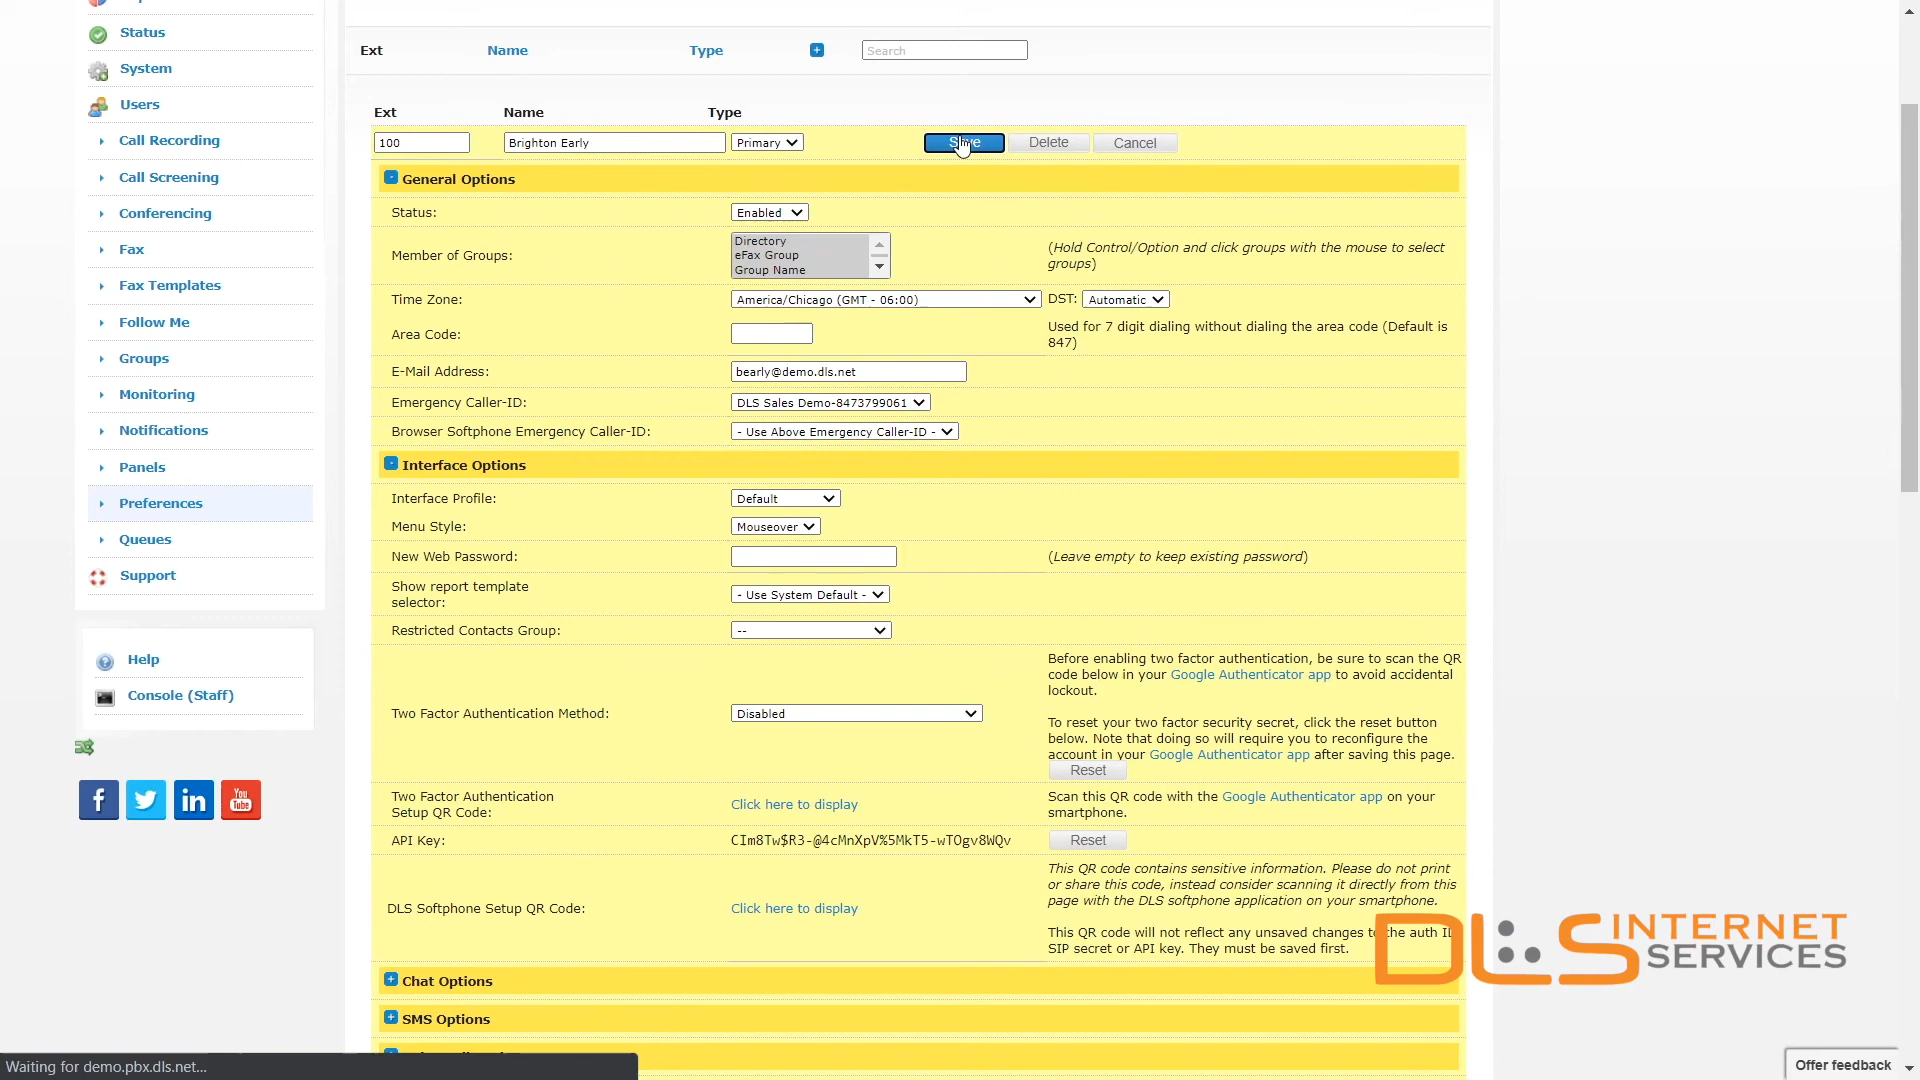 Status
System
Users
Call Recording
Call Screening
Conferencing
Fax
Fax Templates
Follow Me
Groups
Monitoring
Notifications
Panels
Preferences
Queues
Support
Help
Console (Staff)
You
Tube
Ext Name Type Search
Ext Name Type
100 Brighton Early Primary Save Delete Cancel
General Options
Status: Enabled
Member of Groups:
Directory
eFax Group
Group Name
(Hold Control/Option and click groups with the mouse to select
groups)
Time Zone: America/Chicago (GMT - 06:00) DST: Automatic
Area Code:
Used for 7 digit dialing without dialing the area code (Default is
847)
E-Mail Address: bearly@demo.dls.net
Emergency Caller-ID: DLS Sales Demo-8473799061
Browser Softphone Emergency Caller-ID: - Use Above Emergency Caller-ID -
Interface Options
Interface Profile: Default
Menu Style: Mouseover
New Web Password: (Leave empty to keep existing password)
Show report template
selector:
- Use System Default -
Restricted Contacts Group: --
Two Factor Authentication Method: Disabled
Before enabling two factor authentication, be sure to scan the QR
code below in your Google Authenticator app to avoid accidental
lockout.
To reset your two factor security secret, click the reset button
below. Note that doing so will require you to reconfigure the
account in your Google Authenticator app after saving this page.
Reset
Two Factor Authentication
Setup QR Code:
Click here to display
Scan this QR code with the Google Authenticator app on your
smartphone.
API Key: CIm8Tw$R3-@4cMnXpV%5MkT5-wTOgv8WQv Reset
DLS Softphone Setup QR Code: Click here to display
This QR code contains sensitive information. Please do not print
or share this code, instead consider scanning it directly from this
page with the DLS softphone application on your smartphone.
This QR code will not reflect any unsaved changes to the auth ID
SIP secret or API key. They must be saved first.
Chat Options
SMS Options
DLS INTERNET
SERVICES
Waiting for demo.pbx.dls.net...
Offer feedback